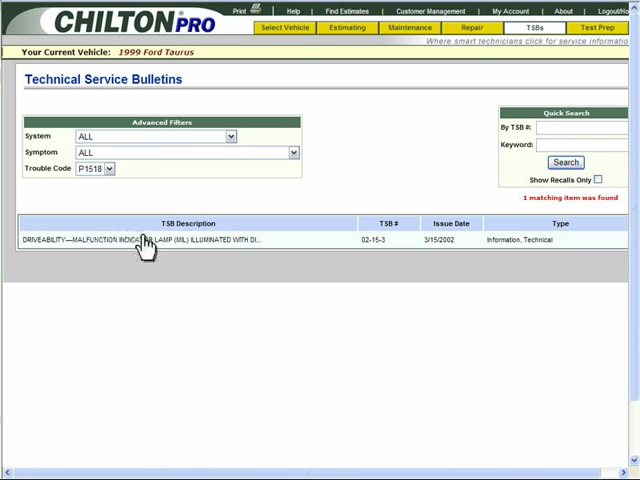 CHILTONPRO
Print Help | Find Estimates | Customer Management | My Account | About | Logout/Ho
Select Vehicle Estimating Maintenance Repair TSBs Test Prep
Where smart technicians click for service informatio
Your Current Vehicle: 1999 Ford Taurus
Technical Service Bulletins
Advanced Filters
System ALL
Symptom ALL
Trouble Code P1518
Quick Search
By TSB #:
Keyword:
Search
Show Recalls Only
1 matching item was found
TSB Description TSB # Issue Date Type
DRIVEABILITY—MALFUNCTION INDICATOR LAMP (MIL) ILLUMINATED WITH DI... 02-15-3 3/15/2002 Information, Technical